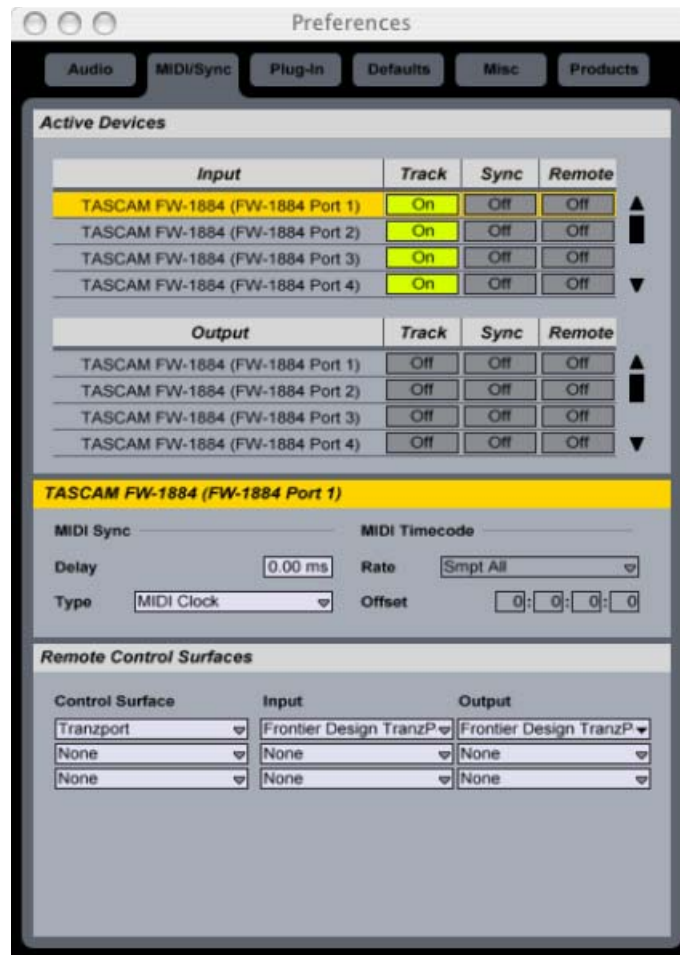 Preferences
Audio MIDI/Sync Plug-In Defaults Misc Products
Active Devices
Input Track Sync Remote
TASCAM FW-1884 (FW-1884 Port 1) On Off Off
TASCAM FW-1884 (FW-1884 Port 2) On Off Off
TASCAM FW-1884 (FW-1884 Port 3) On Off Off
TASCAM FW-1884 (FW-1884 Port 4) On Off Off
Output Track Sync Remote
TASCAM FW-1884 (FW-1884 Port 1) Off Off Off
TASCAM FW-1884 (FW-1884 Port 2) Off Off Off
TASCAM FW-1884 (FW-1884 Port 3) Off Off Off
TASCAM FW-1884 (FW-1884 Port 4) Off Off Off
TASCAM FW-1884 (FW-1884 Port 1)
MIDI Sync MIDI Timecode
Delay 0.00 ms Rate Smpt All
Type MIDI Clock Offset 0: 0: 0: 0
Remote Control Surfaces
Control Surface Input Output
Tranzport Frontier Design TranzP Frontier Design TranzP
None None None
None None None